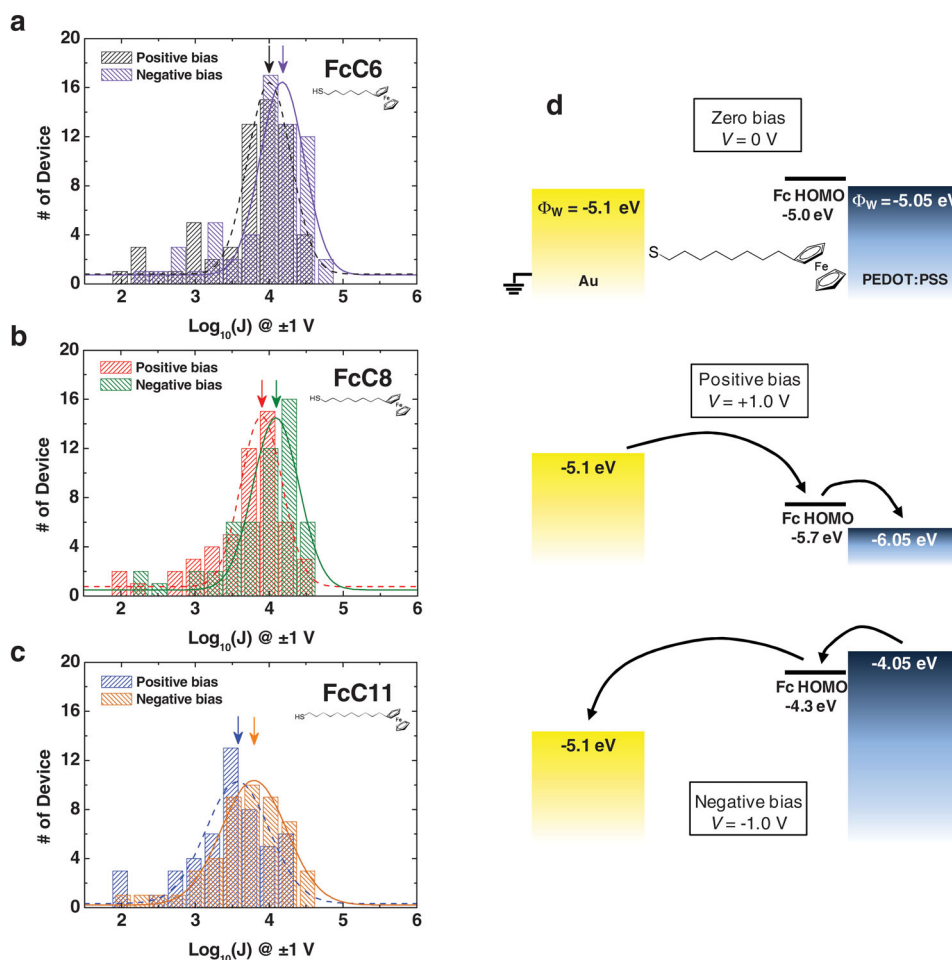 a
20
16
12
8
4
0
# of Device
Positive bias
Negative bias
FcC6
HS
Fe
2 3 4 5 6
Log10(J) @ ±1 V
b
20
16
12
8
4
0
# of Device
Positive bias
Negative bias
FcC8
HS
Fe
2 3 4 5 6
Log10(J) @ ±1 V
c
20
16
12
8
4
0
# of Device
Positive bias
Negative bias
FcC11
HS
Fe
2 3 4 5 6
Log10(J) @ ±1 V
d
Zero bias
V = 0 V
Fc HOMO
-5.0 eV
ΦW = -5.1 eV
ΦW = -5.05 eV
S
Fe
Au
PEDOT:PSS
Positive bias
V = +1.0 V
-5.1 eV
Fc HOMO
-5.7 eV
-6.05 eV
-4.05 eV
Fc HOMO
-4.3 eV
-5.1 eV
Negative bias
V = -1.0 V